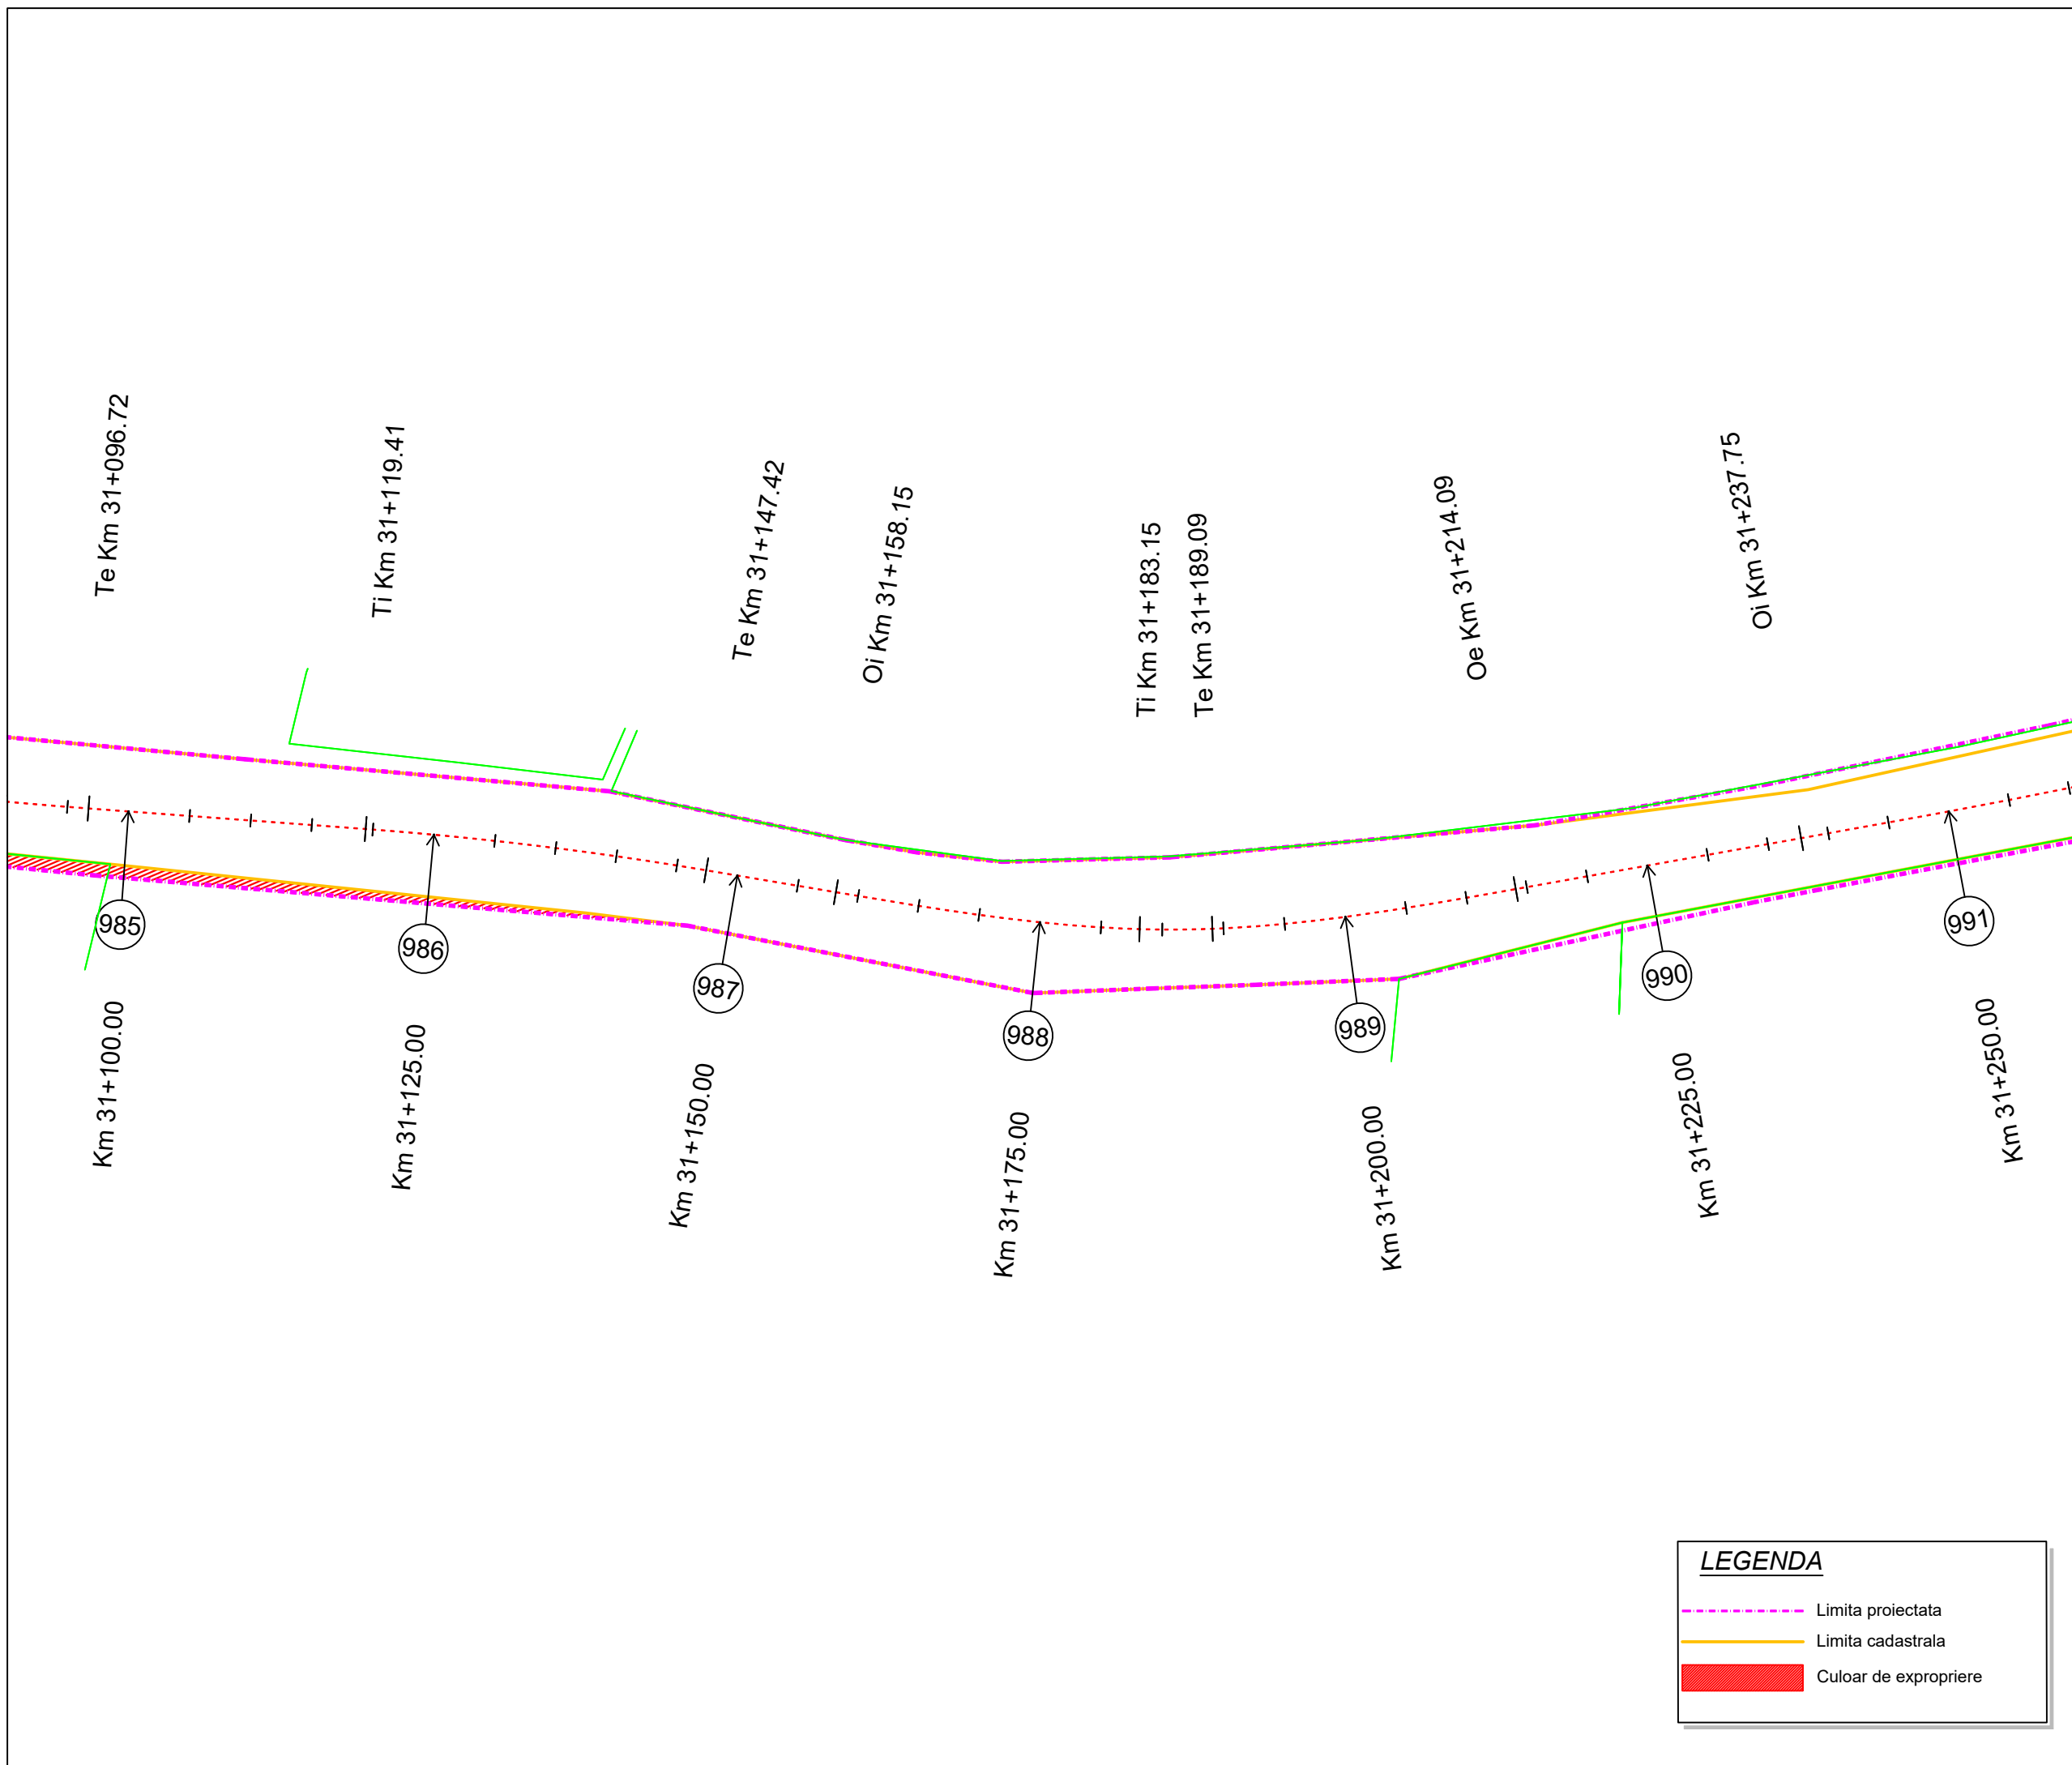 Te Km 31+096.72
Ti Km 31+119.41
Te Km 31+147.42
Oi Km 31+158.15
Ti Km 31+183.15
Te Km 31+189.09
Oe Km 31+214.09
Oi Km 31+237.75
985
986
987
988
989
990
991
Km 31+100.00
Km 31+125.00
Km 31+150.00
Km 31+175.00
Km 31+200.00
Km 31+225.00
Km 31+250.00
LEGENDA
Limita proiectata
Limita cadastrala
Culoar de expropriere